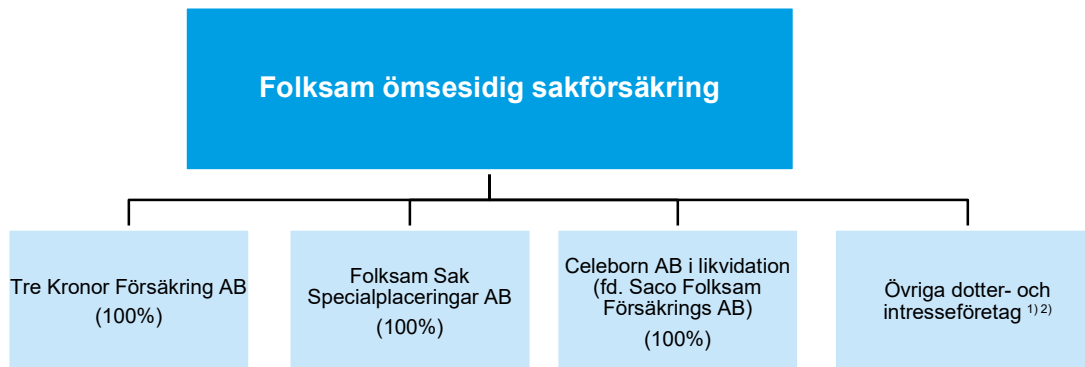 Folksam ömsesidig sakförsäkring
Tre Kronor Försäkring AB
(100%)
Folksam Sak
Specialplaceringar AB
(100%)
Celeborn AB i likvidation
(fd. Saco Folksam
Försäkrings AB)
(100%)
Övriga dotter- och
intresseföretag 1) 2)